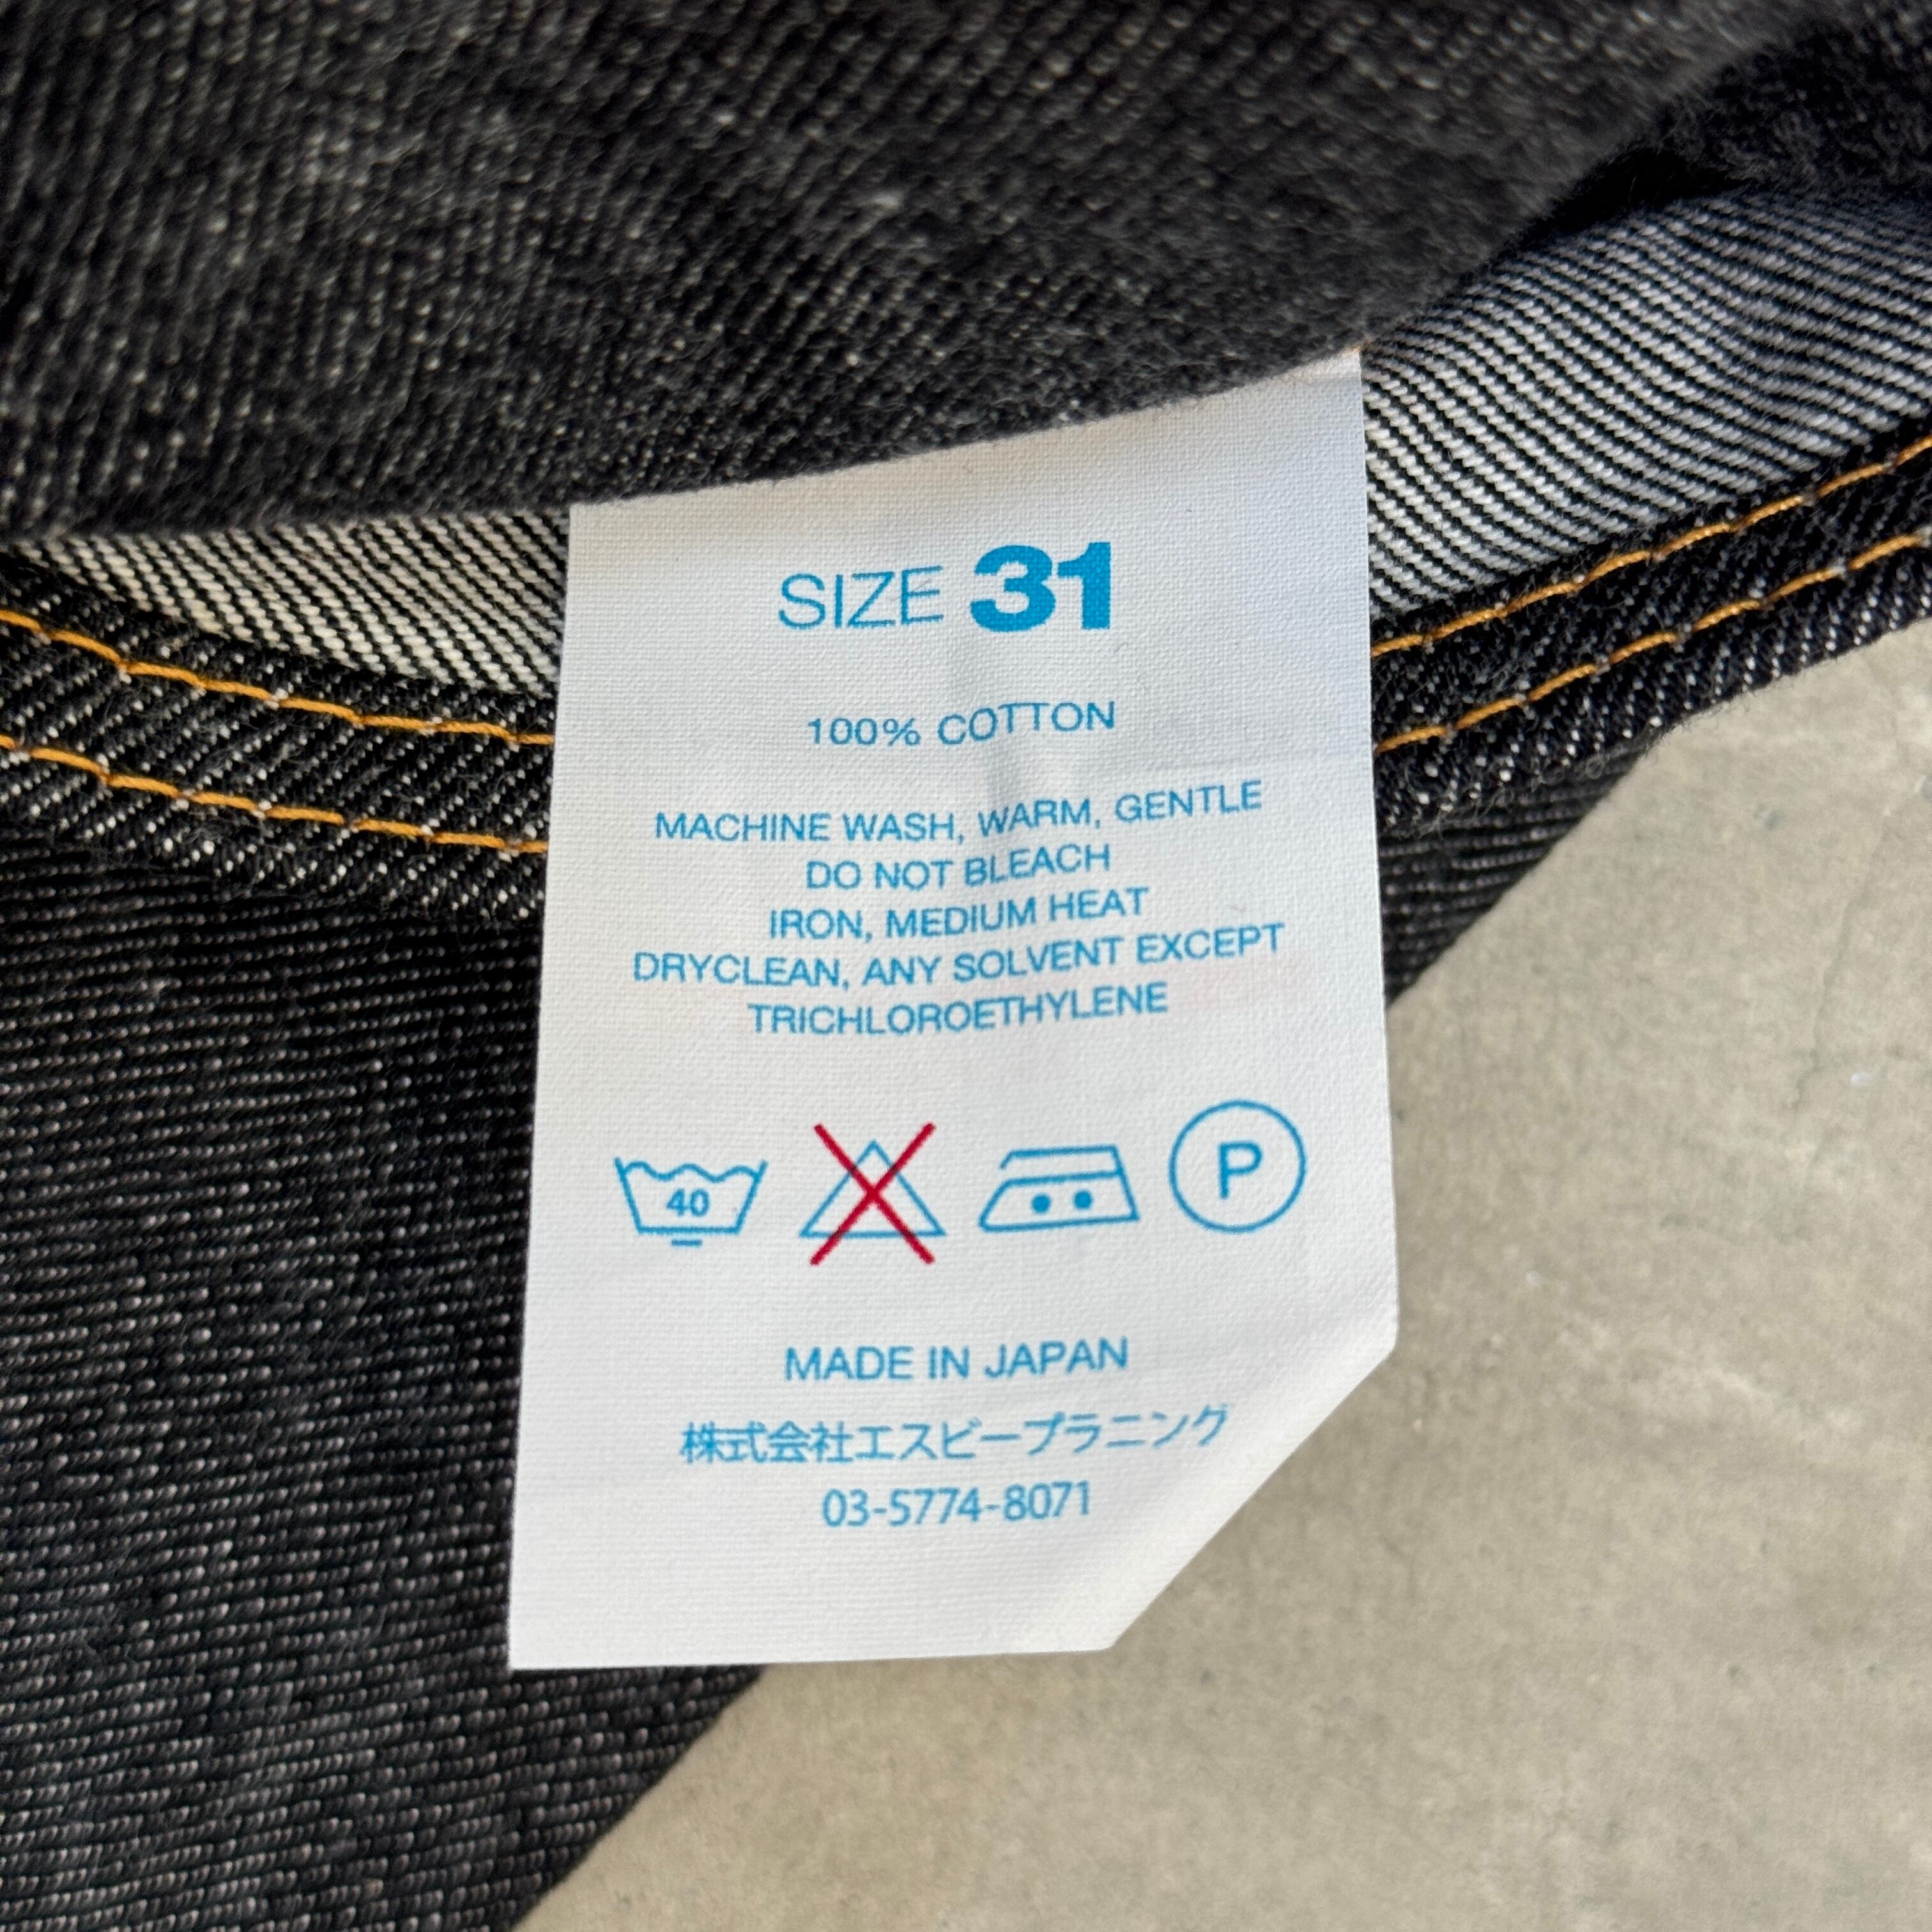 SIZE 31
100% COTTON
MACHINE WASH, WARM, GENTLE
DO NOT BLEACH
IRON, MEDIUM HEAT
DRYCLEAN, ANY SOLVENT EXCEPT
TRICHLOROETHYLENE
40 P
MADE IN JAPAN
株式会社エスビープラニング
03-5774-8071